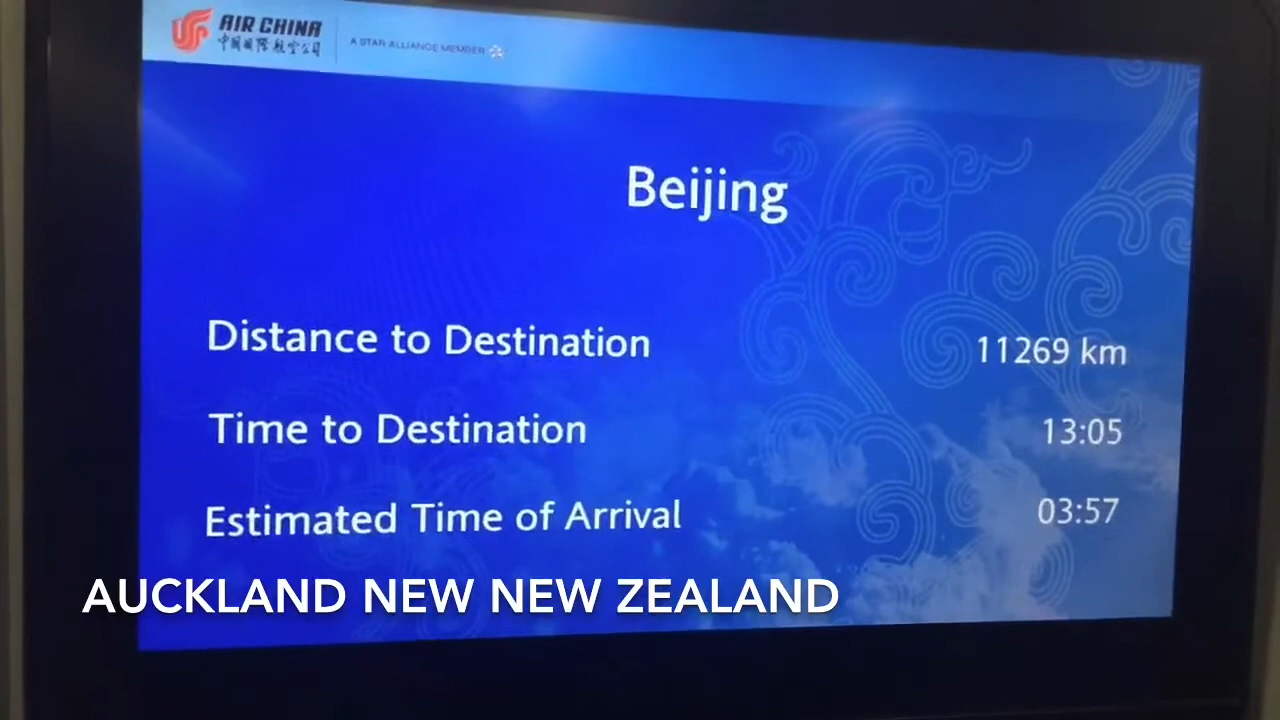 AIR CHINA
中国国际航空公司
A STAR ALLIANCE MEMBER
Beijing
Distance to Destination 11269 km
Time to Destination 13:05
Estimated Time of Arrival 03:57
AUCKLAND NEW NEW ZEALAND